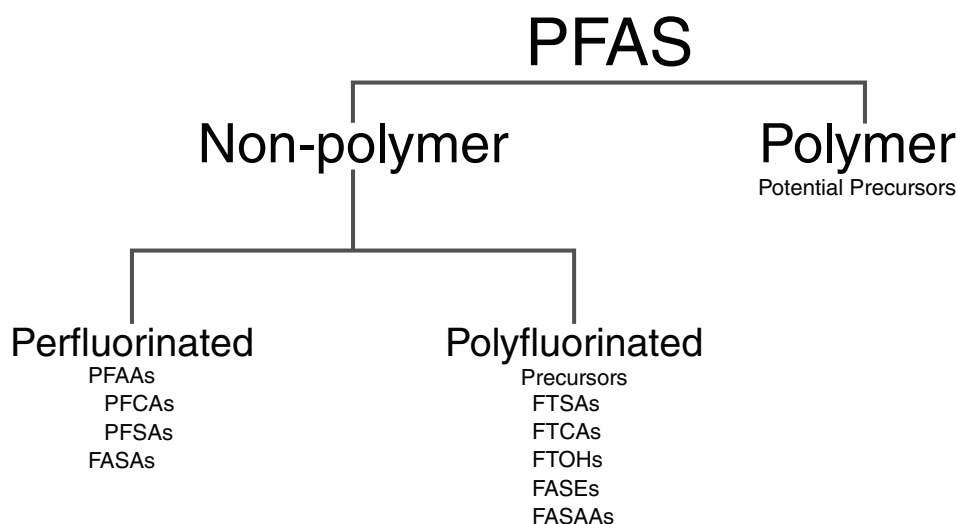 PFAS
Non-polymer
Polymer
Potential Precursors
Perfluorinated
PFAAs
PFCAs
PFSAs
FASAs
Polyfluorinated
Precursors
FTSAs
FTCAs
FTOHs
FASEs
FASAAs